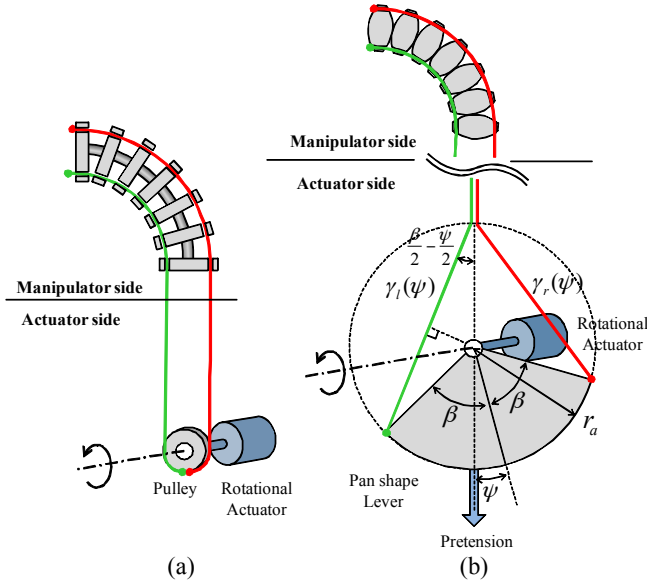 Manipulator side
Actuator side
Pulley
Rotational
Actuator
(a)
Manipulator side
Actuator side
β/2 − ψ/2
γl(ψ)
γr(ψ)
Rotational
Actuator
β
β
ra
Pan shape
Lever
ψ
Pretension
(b)